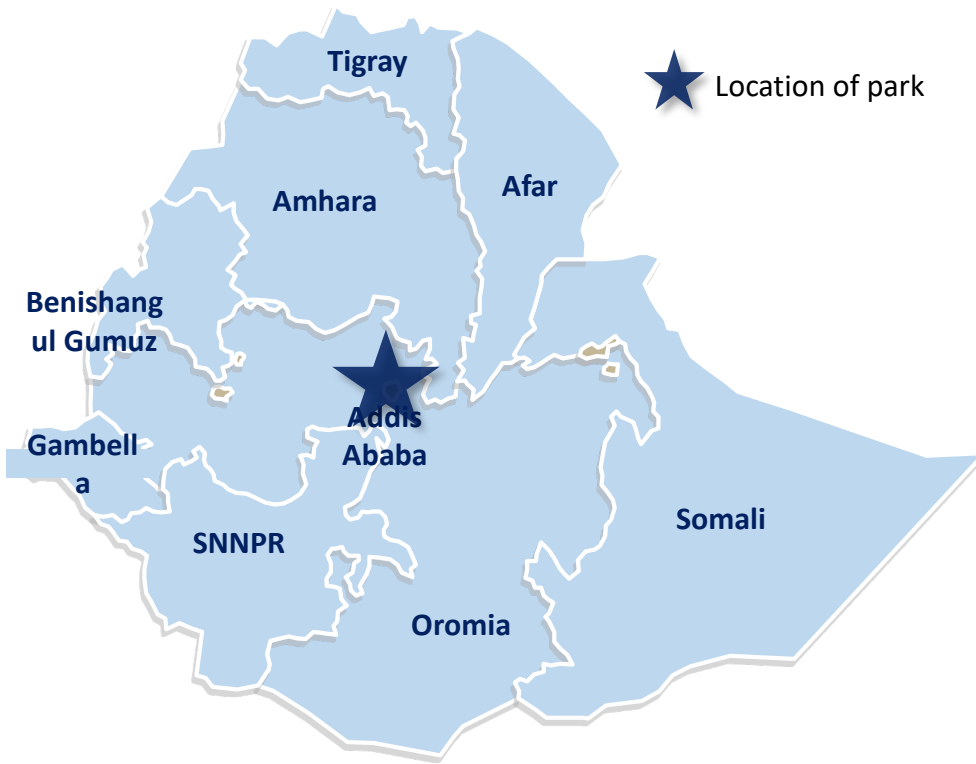 Tigray
Location of park
Afar
Amhara
Benishang
ul Gumuz
Addis
Ababa
Gambell
a
Somali
SNNPR
Oromia